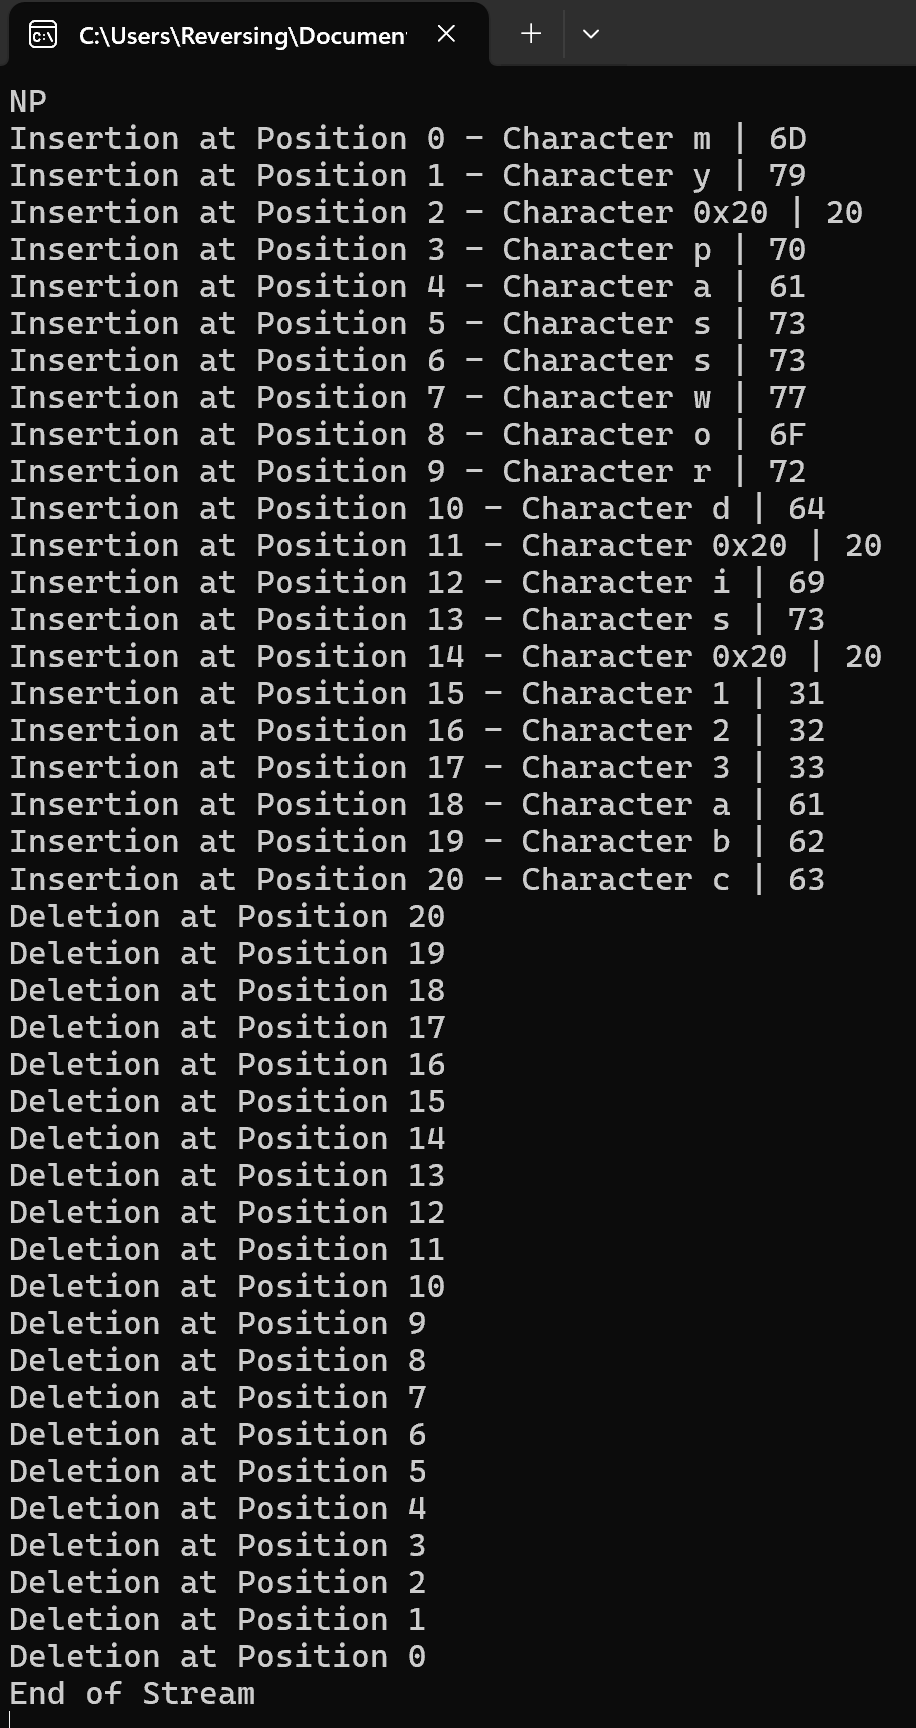 C:\Users\Reversing\Documen
NP
Insertion at Position 0 - Character m | 6D
Insertion at Position 1 - Character y | 79
Insertion at Position 2 - Character 0x20 | 20
Insertion at Position 3 - Character p | 70
Insertion at Position 4 - Character a | 61
Insertion at Position 5 - Character s | 73
Insertion at Position 6 - Character s | 73
Insertion at Position 7 - Character w | 77
Insertion at Position 8 - Character o | 6F
Insertion at Position 9 - Character r | 72
Insertion at Position 10 - Character d | 64
Insertion at Position 11 - Character 0x20 | 20
Insertion at Position 12 - Character i | 69
Insertion at Position 13 - Character s | 73
Insertion at Position 14 - Character 0x20 | 20
Insertion at Position 15 - Character 1 | 31
Insertion at Position 16 - Character 2 | 32
Insertion at Position 17 - Character 3 | 33
Insertion at Position 18 - Character a | 61
Insertion at Position 19 - Character b | 62
Insertion at Position 20 - Character c | 63
Deletion at Position 20
Deletion at Position 19
Deletion at Position 18
Deletion at Position 17
Deletion at Position 16
Deletion at Position 15
Deletion at Position 14
Deletion at Position 13
Deletion at Position 12
Deletion at Position 11
Deletion at Position 10
Deletion at Position 9
Deletion at Position 8
Deletion at Position 7
Deletion at Position 6
Deletion at Position 5
Deletion at Position 4
Deletion at Position 3
Deletion at Position 2
Deletion at Position 1
Deletion at Position 0
End of Stream